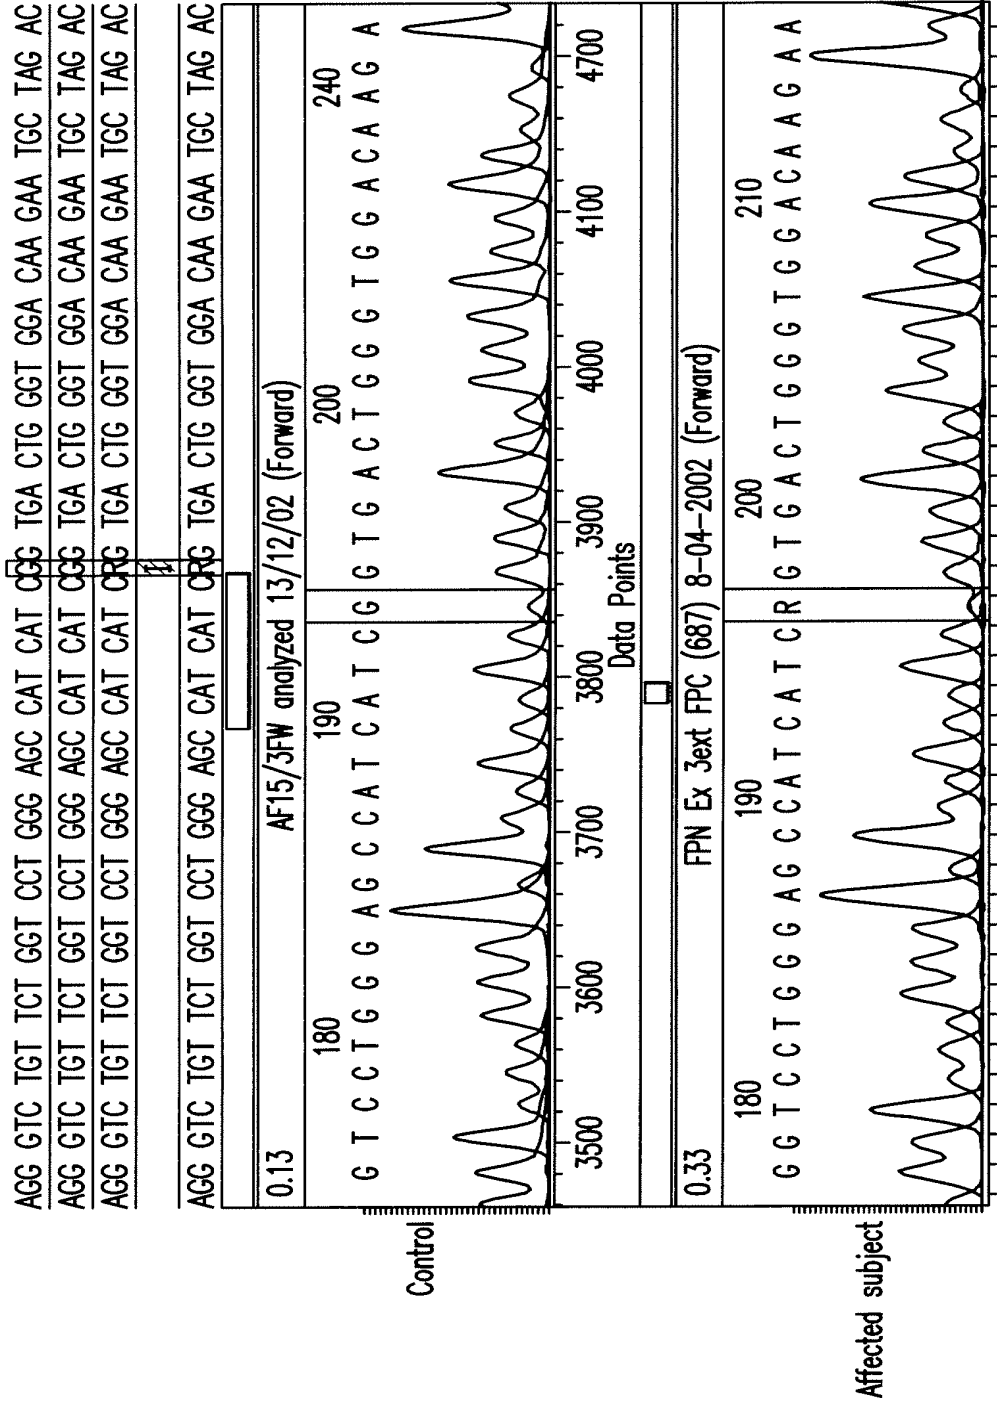 AGG GTC TGT TCT GGT CCT GGG AGC CAT CAT CGG TGA CTG GGT GGA CAA GAA TGC TAG AC
AGG GTC TGT TCT GGT CCT GGG AGC CAT CAT CGG TGA CTG GGT GGA CAA GAA TGC TAG AC
AGG GTC TGT TCT GGT CCT GGG AGC CAT CAT CRG TGA CTG GGT GGA CAA GAA TGC TAG AC
AGG GTC TGT TCT GGT CCT GGG AGC CAT CAT CRG TGA CTG GGT GGA CAA GAA TGC TAG AC
0.13 AF15/3FW analyzed 13/12/02 (Forward)
180 190 200 240
G T C C T G G G A G C C A T C A T C G G T G A C T G G G T G G A C A A G A
Control
3500 3600 3700 3800 3900 4000 4100 4700
Data Points
0.33 FPN Ex 3ext FPC (687) 8-04-2002 (Forward)
180 190 200 210
G G T C C T G G G A G C C A T C A T C R G T G A C T G G G T G G A C A A G A A
Affected subject